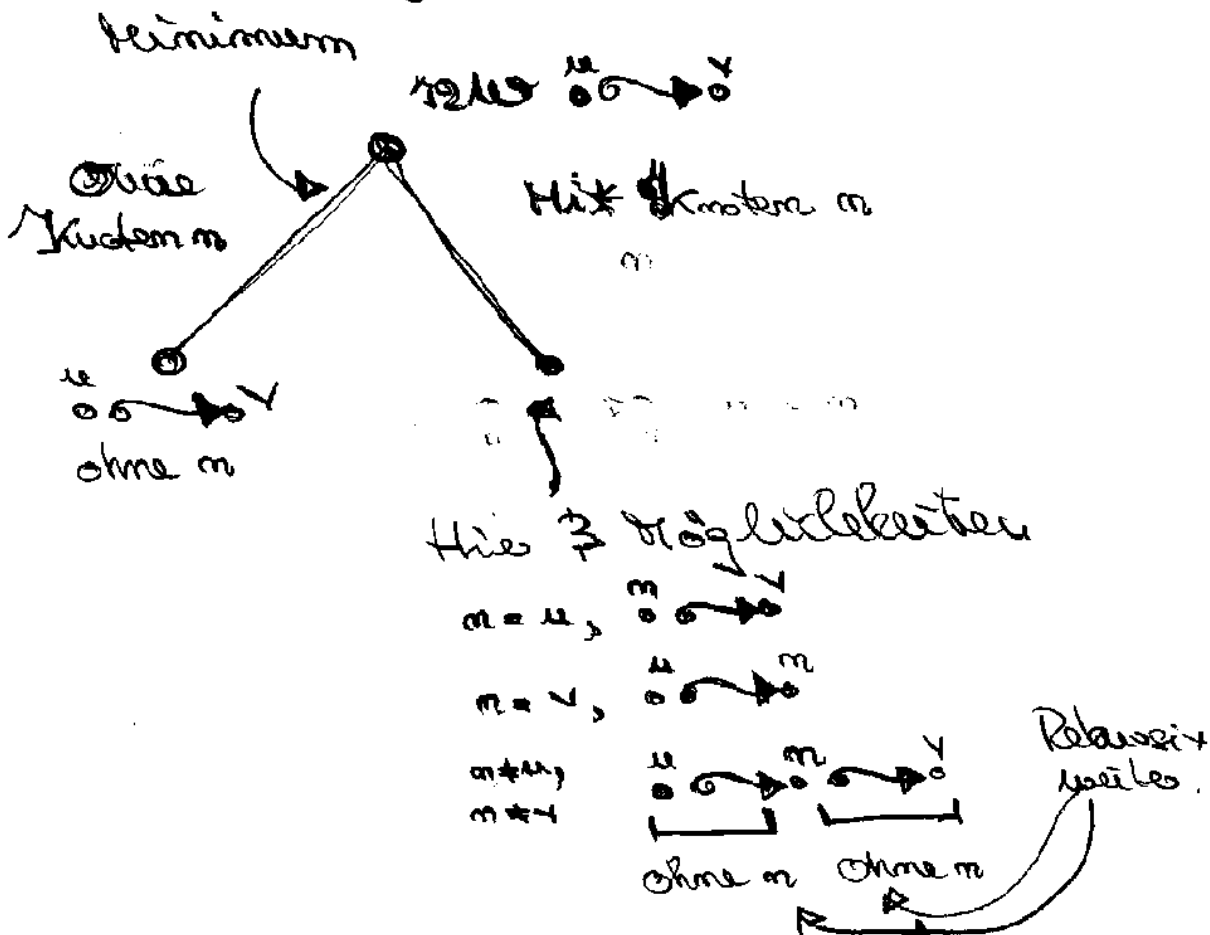 Minimum
u v
Ohne
Knoten n
Mit Knoten n
n
u v
ohne n
Hier 3 Möglichkeiten
n = u, n v
n = v, u n
n ≠ u,
n ≠ v
u n v
Rekursiv
weiter.
ohne n ohne n